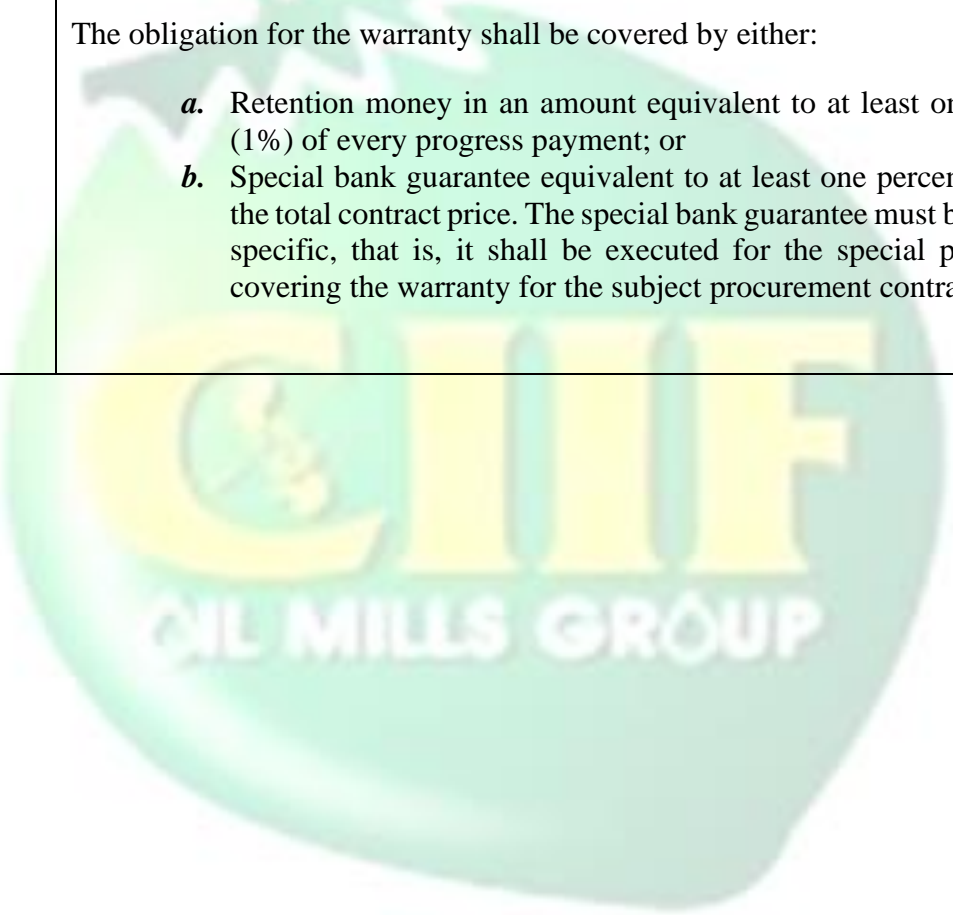 The obligation for the warranty shall be covered by either:
a. Retention money in an amount equivalent to at least
(1%) of every progress payment; or
b. Special bank guarantee equivalent to at least one
the total contract price. The special bank guarantee must
specific, that is, it shall be executed for the special
covering the warranty for the subject procurement
CIIF
OIL MILLS GROUP